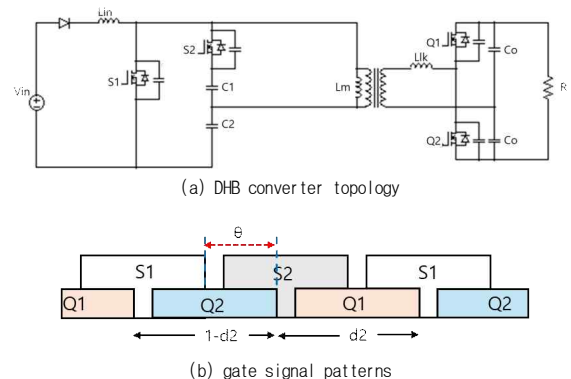 Lin
S2
Q1
Co
Llk
C1
S1
Lm
R
Vin
C2
Q2
Co
(a) DHB converter topology
θ
S1
S2
S1
Q1
Q2
Q1
Q2
1-d2
d2
(b) gate signal patterns